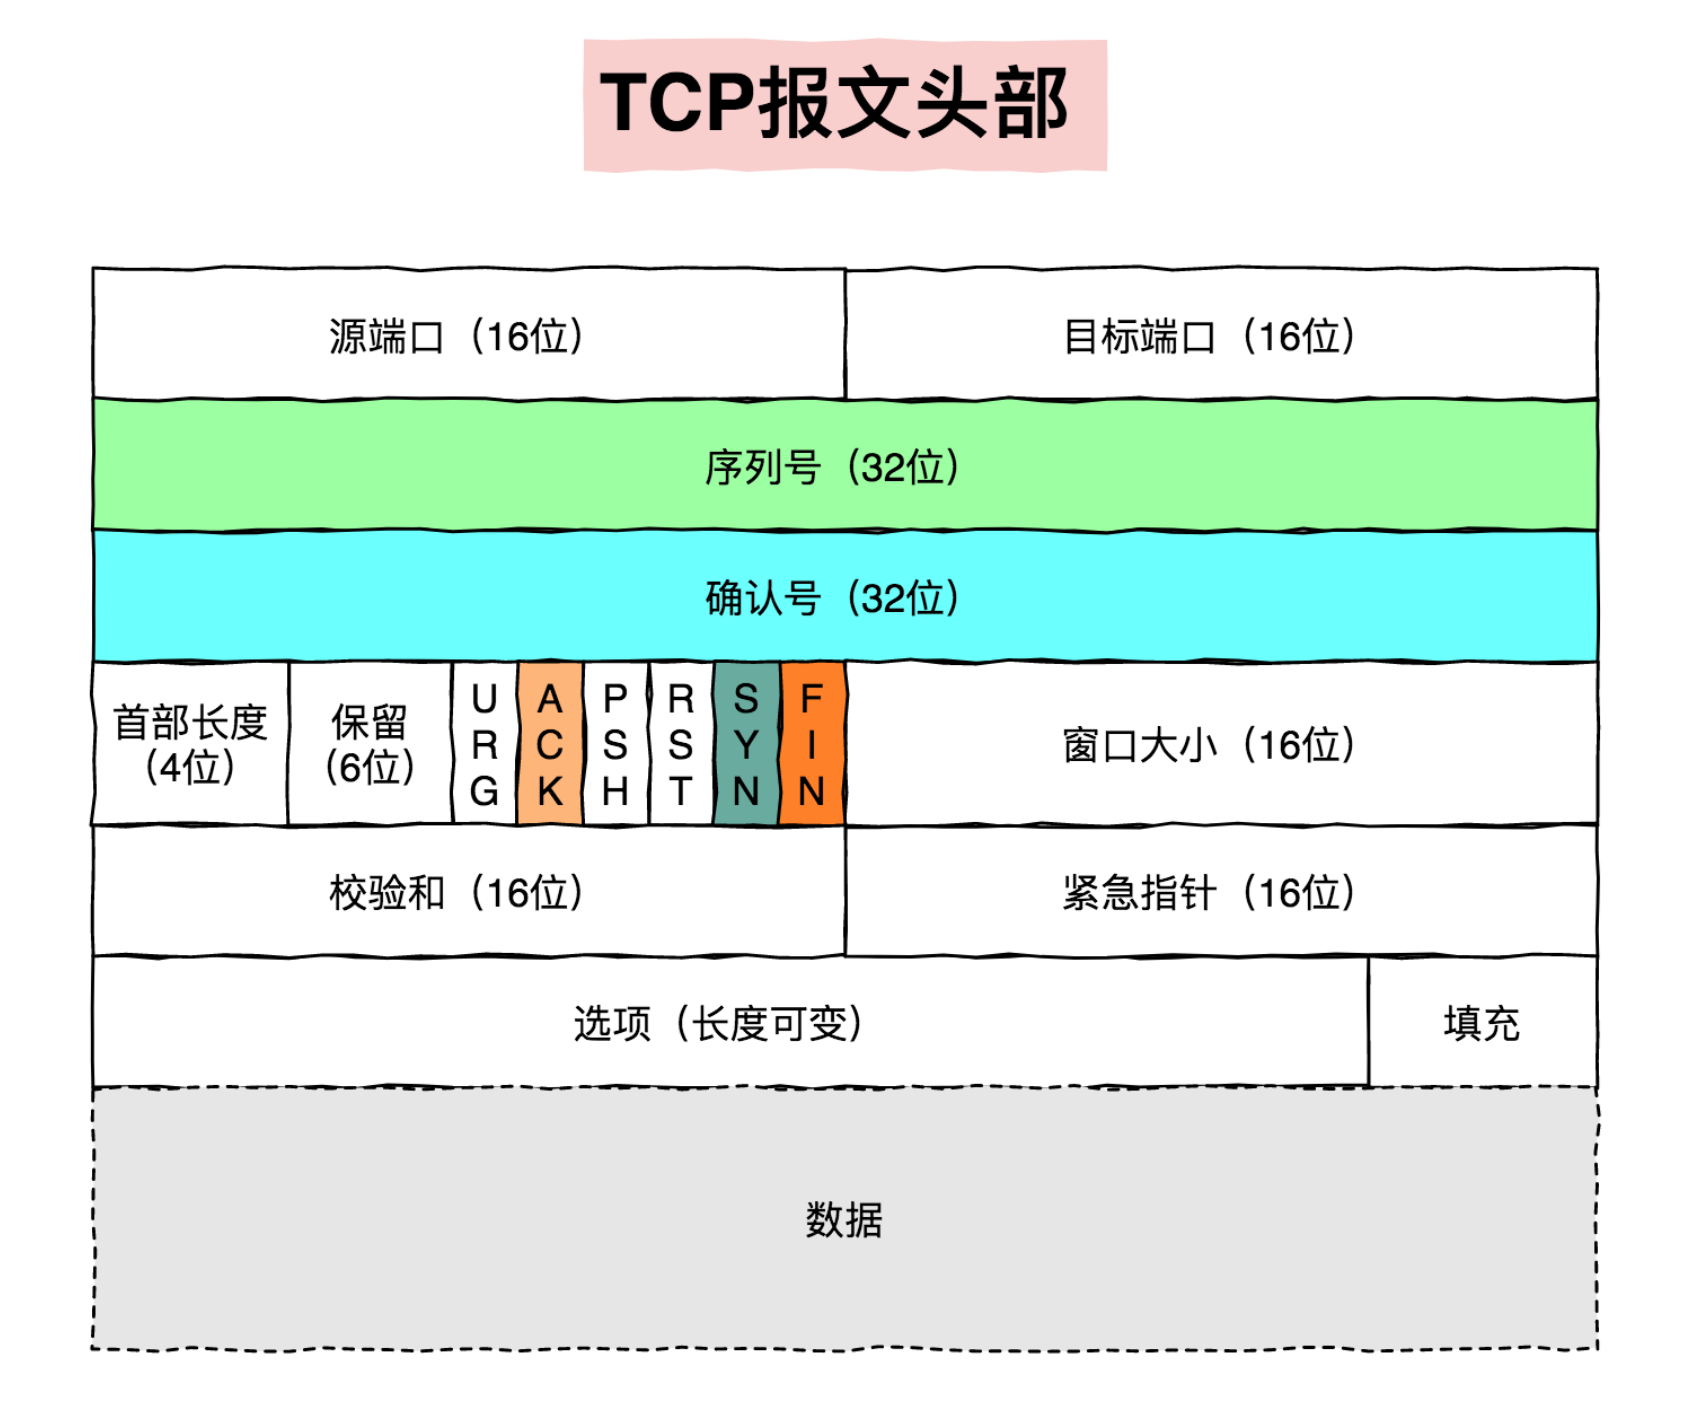 TCP报文头部
源端口（16位）
目标端口（16位）
序列号（32位）
确认号（32位）
首部长度
（4位）
保留
（6位）
URG
ACK
PSH
RST
SYN
FIN
窗口大小（16位）
校验和（16位）
紧急指针（16位）
选项（长度可变）
填充
数据